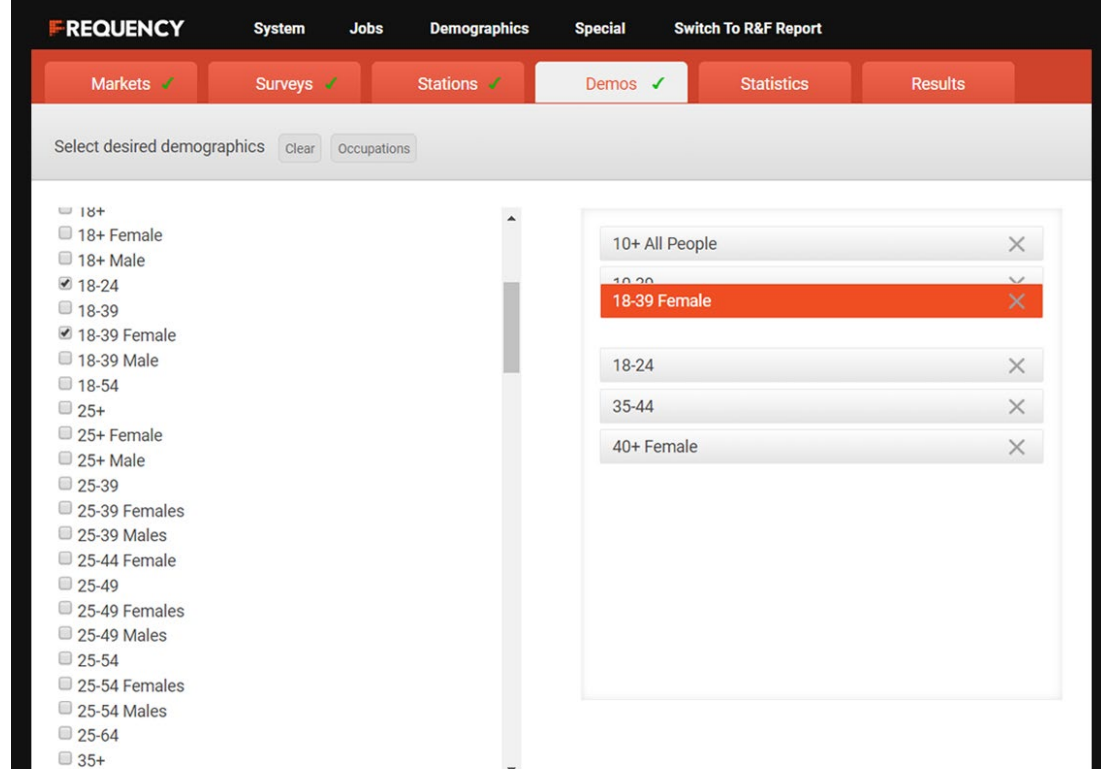 FREQUENCY System Jobs Demographics Special Switch To R&F Report
Markets ✓ Surveys ✓ Stations ✓ Demos ✓ Statistics Results
Select desired demographics Clear Occupations
18+
18+ Female
18+ Male
18-24
18-39
18-39 Female
18-39 Male
18-54
25+
25+ Female
25+ Male
25-39
25-39 Females
25-39 Males
25-44 Female
25-49
25-49 Females
25-49 Males
25-54
25-54 Females
25-54 Males
25-64
35+
10+ All People
18-39 Female
18-24
35-44
40+ Female